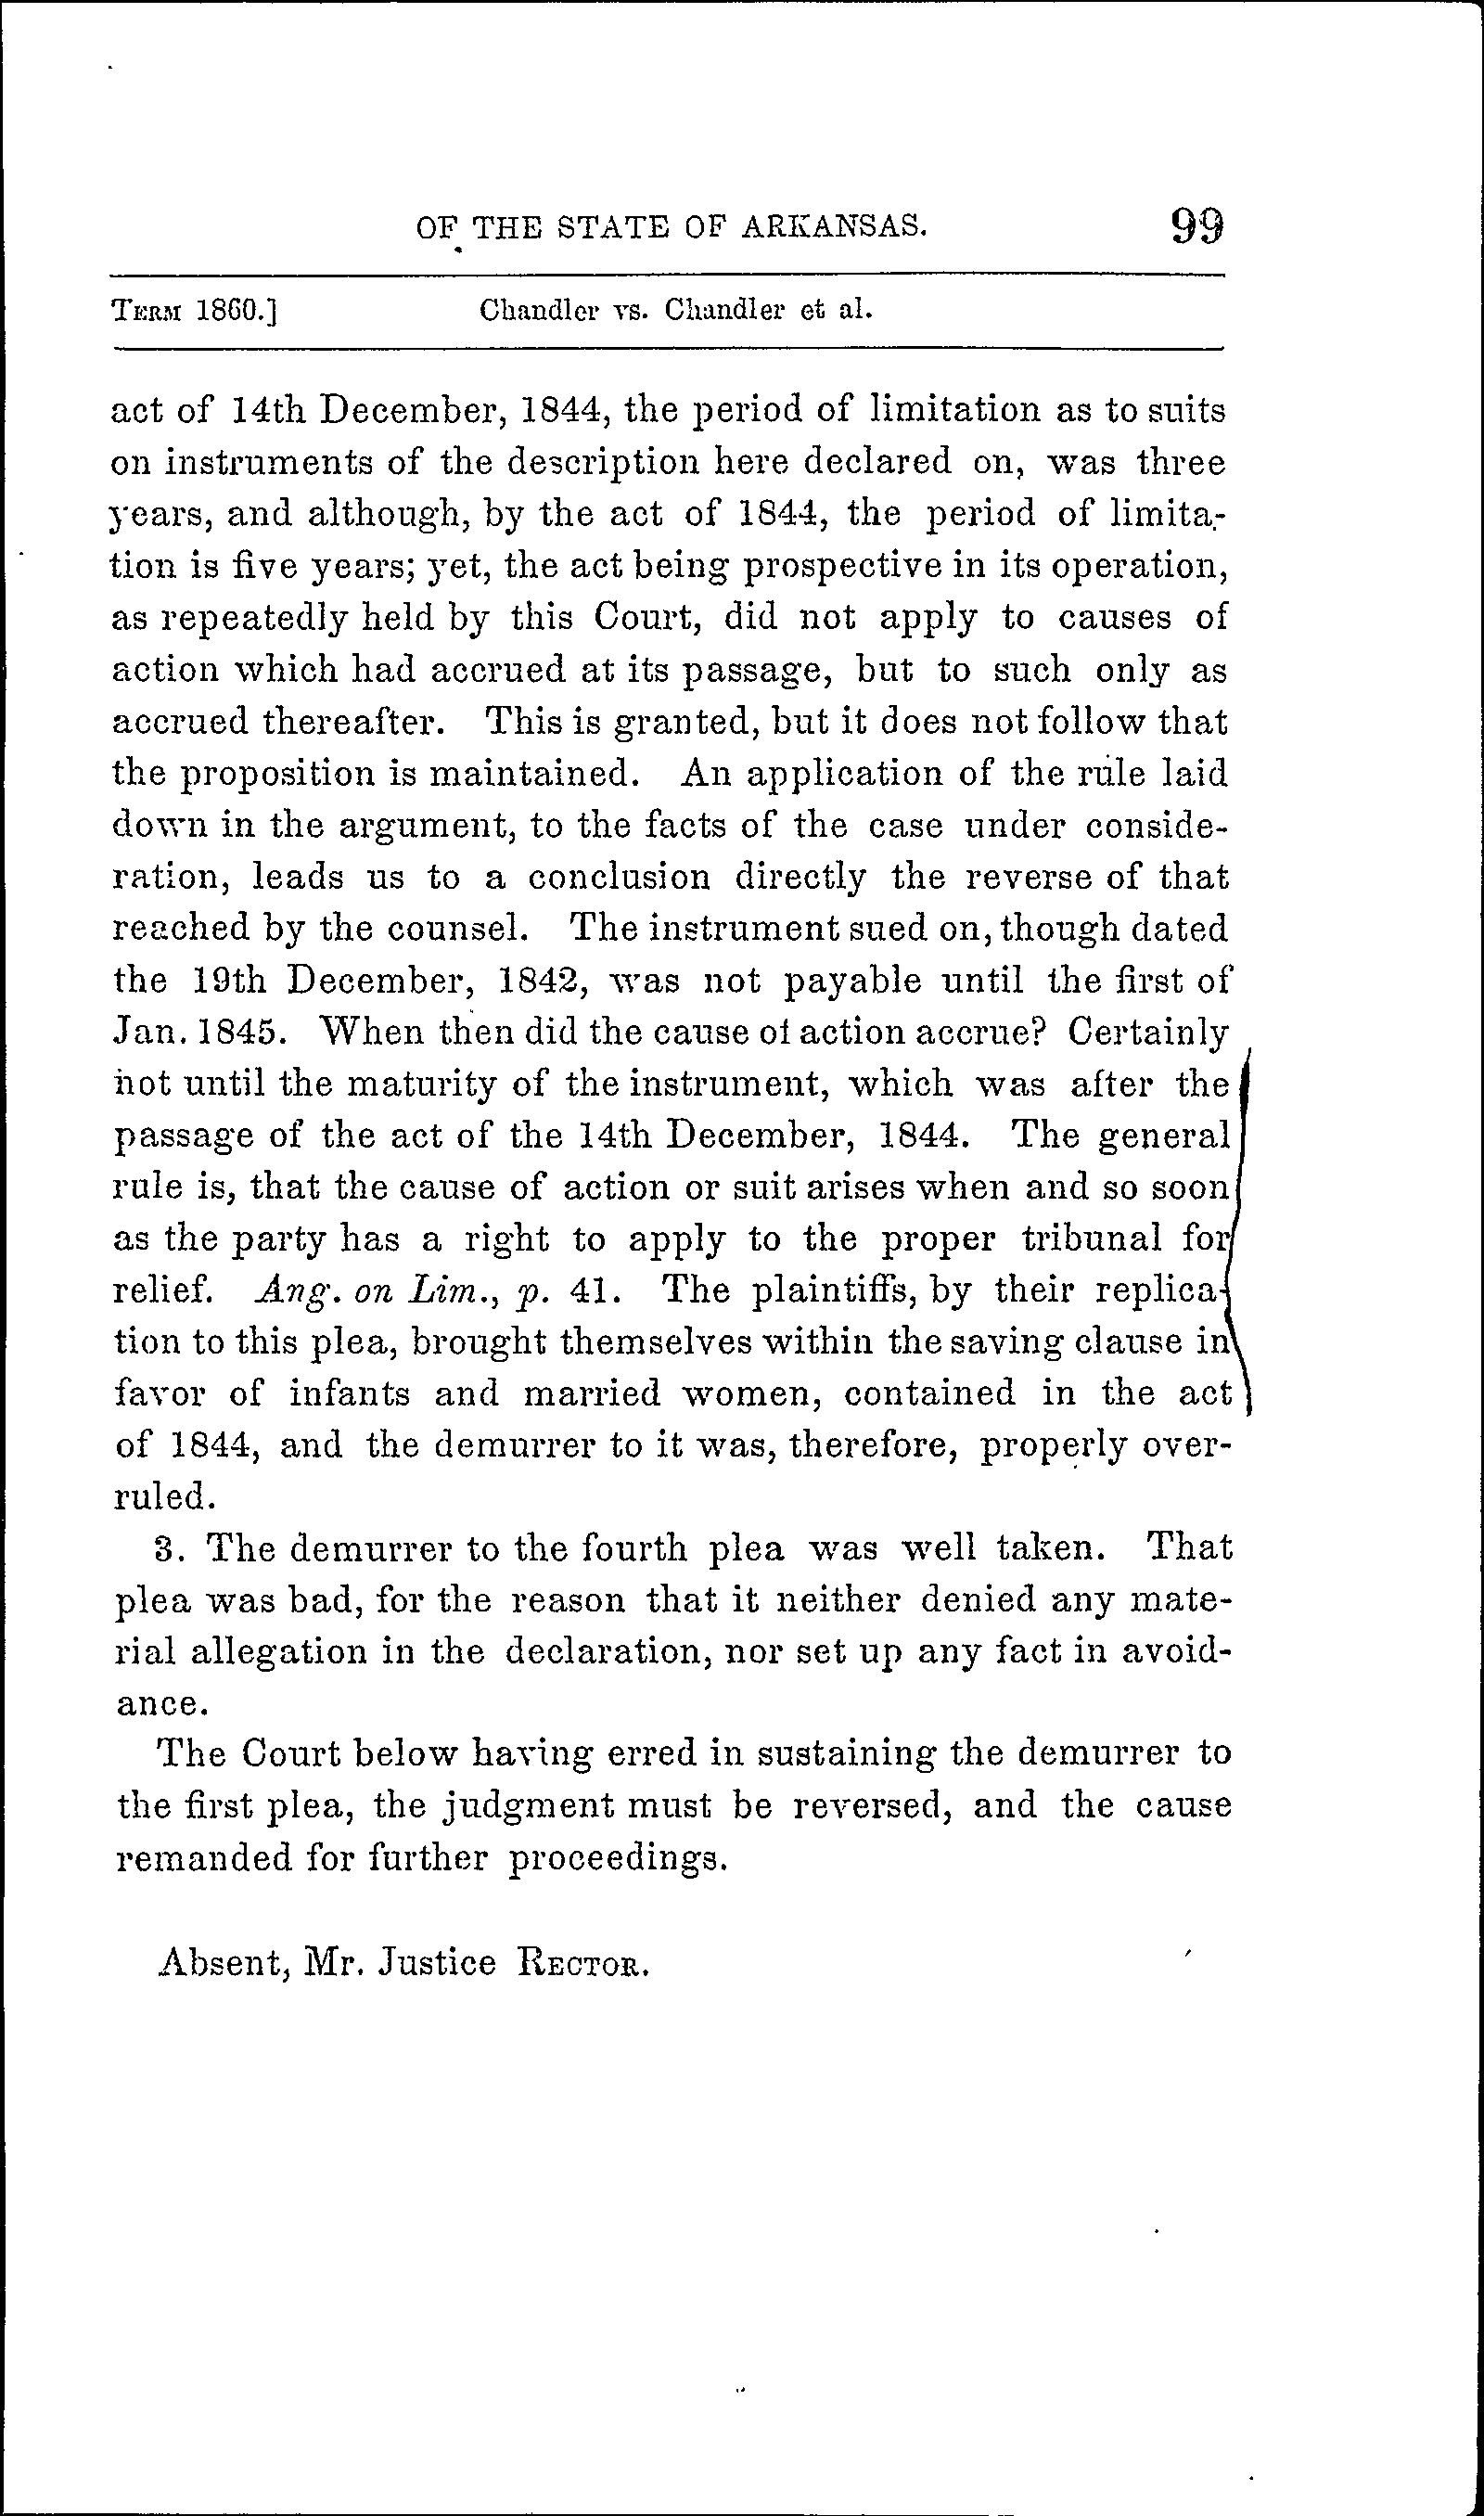 OF THE STATE OF ARKANSAS. 99
TERM 1860.] Chandler vs. Chandler et al.
act of 14th December, 1844, the period of limitation as to suits
on instruments of the description here declared on, was three
years, and although, by the act of 1844, the period of limita-
tion is five years; yet, the act being prospective in its operation,
as repeatedly held by this Court, did not apply to causes of
action which had accrued at its passage, but to such only as
accrued thereafter. This is granted, but it does not follow that
the proposition is maintained. An application of the rule laid
down in the argument, to the facts of the case under conside-
ration, leads us to a conclusion directly the reverse of that
reached by the counsel. The instrument sued on, though dated
the 19th December, 1842, was not payable until the first of
Jan. 1845. When then did the cause of action accrue? Certainly
not until the maturity of the instrument, which was after the
passage of the act of the 14th December, 1844. The general
rule is, that the cause of action or suit arises when and so soon
as the party has a right to apply to the proper tribunal for
relief. Ang. on Lim., p. 41. The plaintiffs, by their replica-
tion to this plea, brought themselves within the saving clause in
favor of infants and married women, contained in the act
of 1844, and the demurrer to it was, therefore, properly over-
ruled.
3. The demurrer to the fourth plea was well taken. That
plea was bad, for the reason that it neither denied any mate-
rial allegation in the declaration, nor set up any fact in avoid-
ance.
The Court below having erred in sustaining the demurrer to
the first plea, the judgment must be reversed, and the cause
remanded for further proceedings.
Absent, Mr. Justice RECTOR.